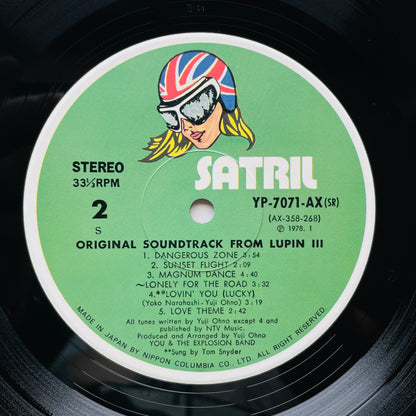 SATRIL
STEREO
33⅓RPM
2
S
YP-7071-AX(SR)
(AX-358-268)
Ⓟ 1978. 1
ORIGINAL SOUNDTRACK FROM LUPIN III
1. DANGEROUS ZONE 3:54
2. SUNSET FLIGHT 2:09
3. MAGNUM DANCE 4:40
~LONELY FOR THE ROAD 3:32
4.**LOVIN' YOU (LUCKY)
(Yoko Narahashi-Yuji Ohno) 3:19
5. LOVE THEME 2:42
All tunes written by Yuji Ohno except 4 and
published by NTV Music.
Produced and Arranged by Yuji Ohno
YOU & THE EXPLOSION BAND
**Sung by Tom Snyder
MADE IN JAPAN BY NIPPON COLUMBIA CO., LTD. ALL RIGHT RESERVED